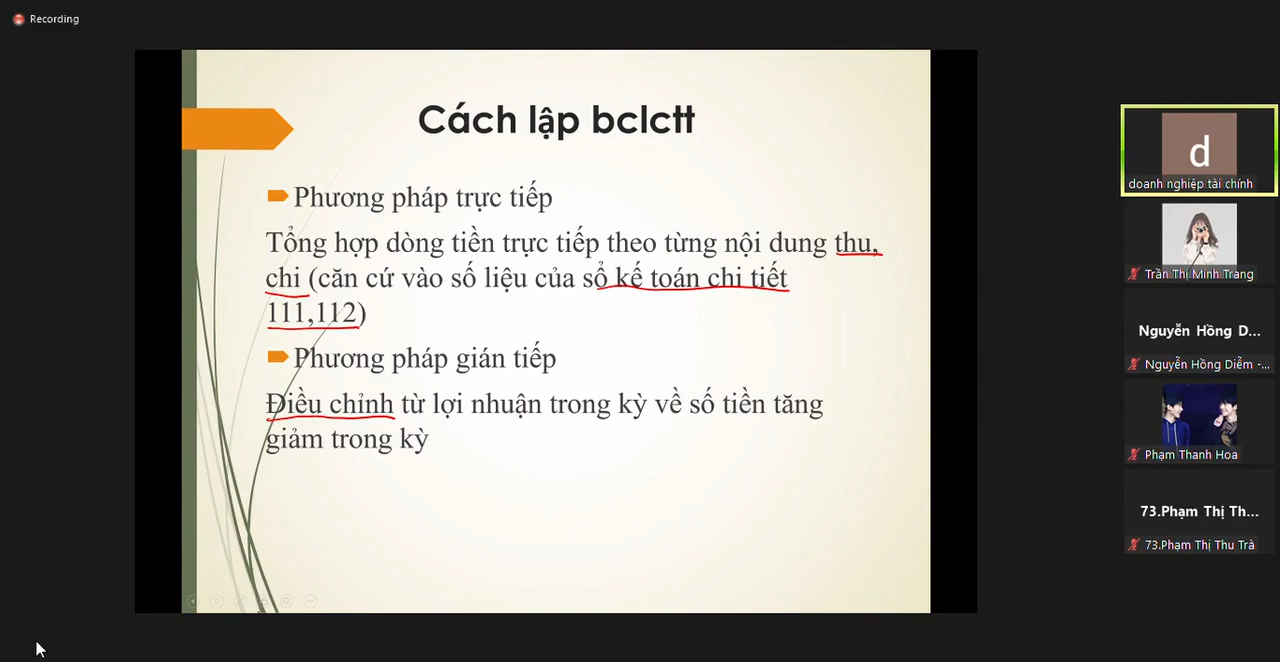 Recording
Cách lập bclctt
Phương pháp trực tiếp
Tổng hợp dòng tiền trực tiếp theo từng nội dung thu,
chi (căn cứ vào số liệu của sổ kế toán chi tiết
111,112)
Phương pháp gián tiếp
Điều chỉnh từ lợi nhuận trong kỳ về số tiền tăng
giảm trong kỳ
d
doanh nghiệp tài chính
Trần Thị Minh Trang
Nguyễn Hồng D...
Nguyễn Hồng Diễm -...
Phạm Thanh Hoa
73.Phạm Thị Th...
73.Phạm Thị Thu Trà